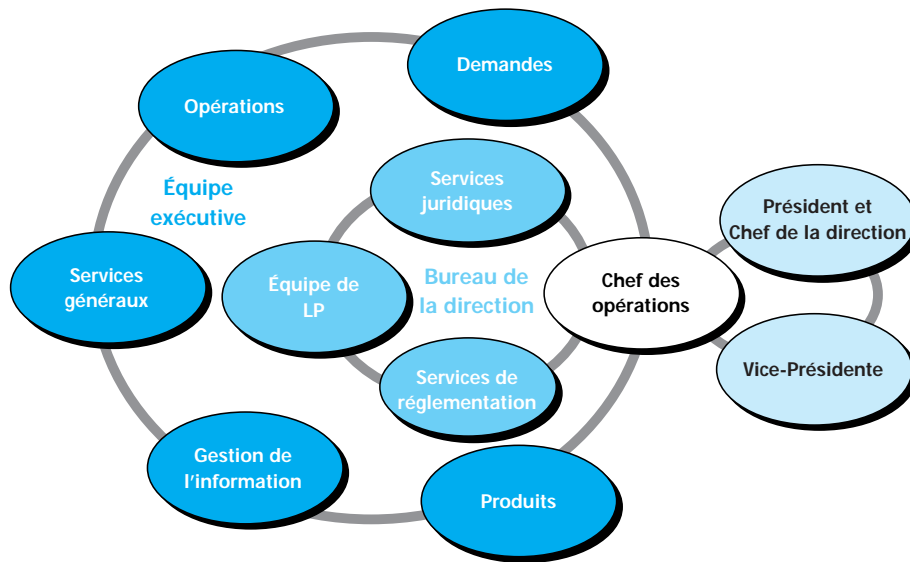 Demandes
Opérations
Services
juridiques
Équipe
exécutive
Président et
Chef de la direction
Services
généraux
Équipe de
LP
Bureau de
la direction
Chef des
opérations
Vice-Présidente
Services de
réglementation
Gestion de
l'information
Produits